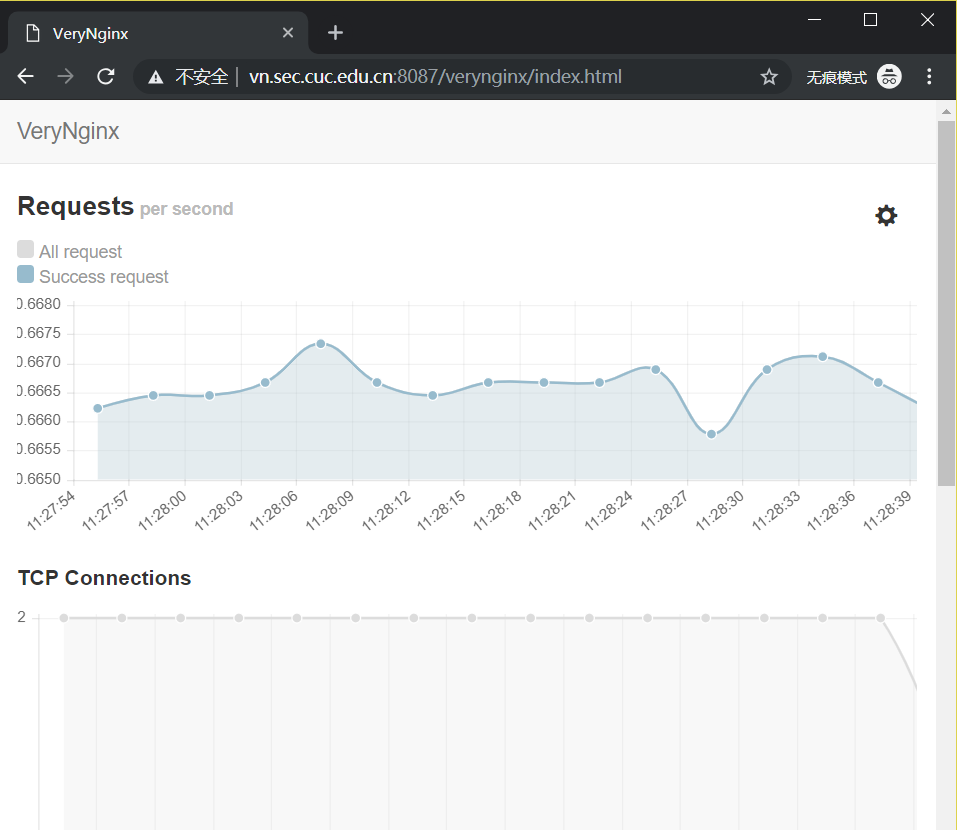 VeryNginx
不安全 vn.sec.cuc.edu.cn:8087/verynginx/index.html 无痕模式
VeryNginx
Requests per second
All request
Success request
0.6680
0.6675
0.6670
0.6665
0.6660
0.6655
0.6650
11:27:54 11:27:57 11:28:00 11:28:03 11:28:06 11:28:09 11:28:12 11:28:15 11:28:18 11:28:21 11:28:24 11:28:27 11:28:30 11:28:33 11:28:36 11:28:39
TCP Connections
2